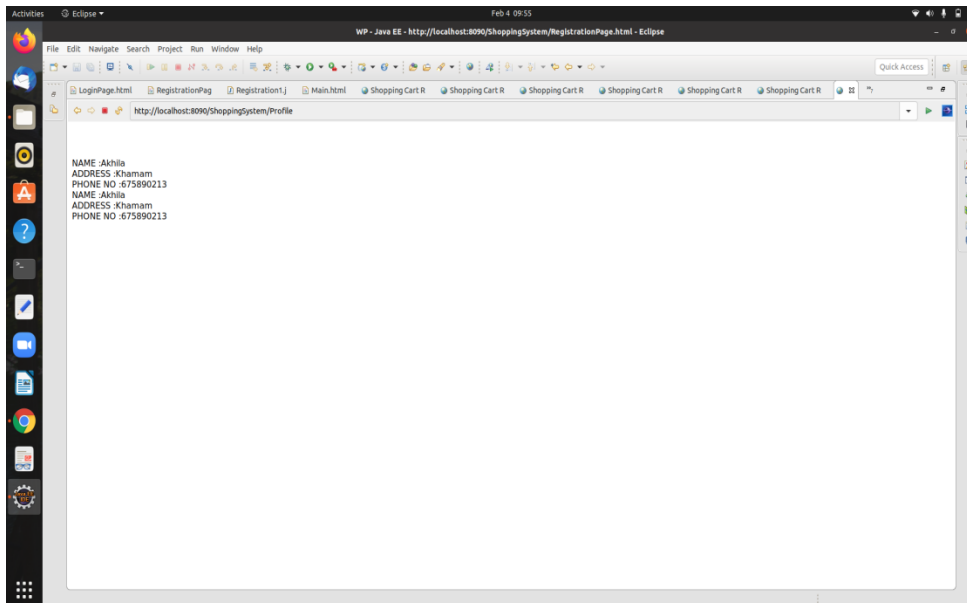 Activities Eclipse ▾ Feb 4 09:55
WP - Java EE - http://localhost:8090/ShoppingSystem/RegistrationPage.html - Eclipse
File Edit Navigate Search Project Run Window Help
Quick Access
LoginPage.html RegistrationPag Registration1.j Main.html Shopping Cart R Shopping Cart R Shopping Cart R Shopping Cart R Shopping Cart R Shopping Cart R
http://localhost:8090/ShoppingSystem/Profile
NAME :Akhila
ADDRESS :Khamam
PHONE NO :675890213
NAME :Akhila
ADDRESS :Khamam
PHONE NO :675890213